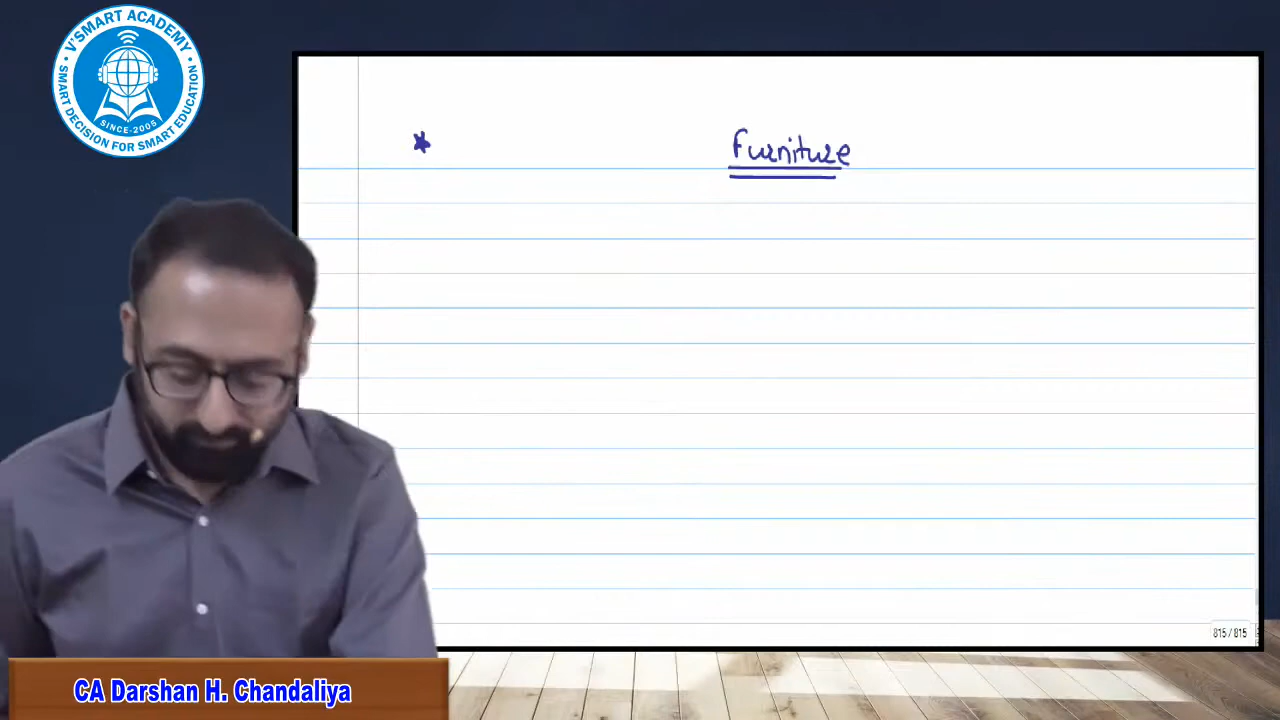 V'SMART ACADEMY
SMART DECISION FOR SMART EDUCATION
SINCE-2005
Furniture
815 / 815
CA Darshan H. Chandaliya